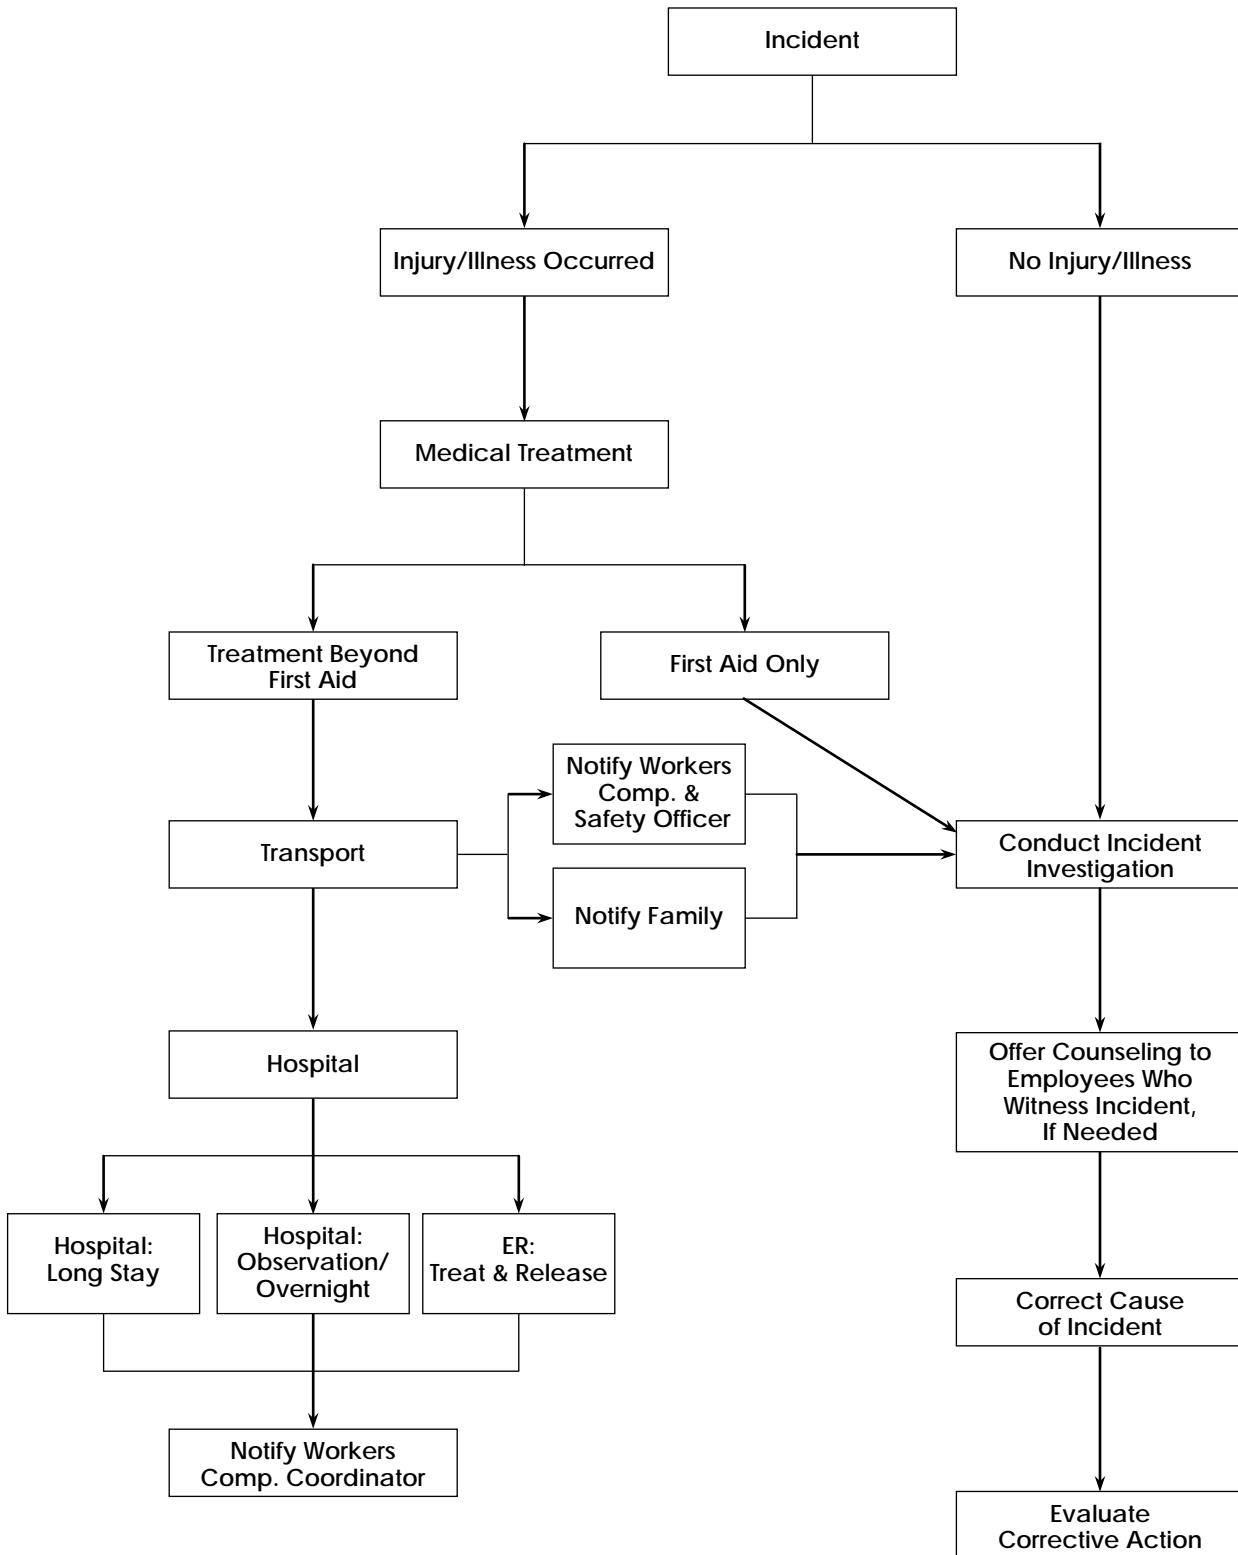 Incident
Injury/Illness Occurred
No Injury/Illness
Medical Treatment
Treatment Beyond
First Aid
First Aid Only
Notify Workers
Comp. &
Safety Officer
Transport
Conduct Incident
Investigation
Notify Family
Hospital
Offer Counseling to
Employees Who
Witness Incident,
If Needed
Hospital:
Long Stay
Hospital:
Observation/
Overnight
ER:
Treat & Release
Correct Cause
of Incident
Notify Workers
Comp. Coordinator
Evaluate
Corrective Action